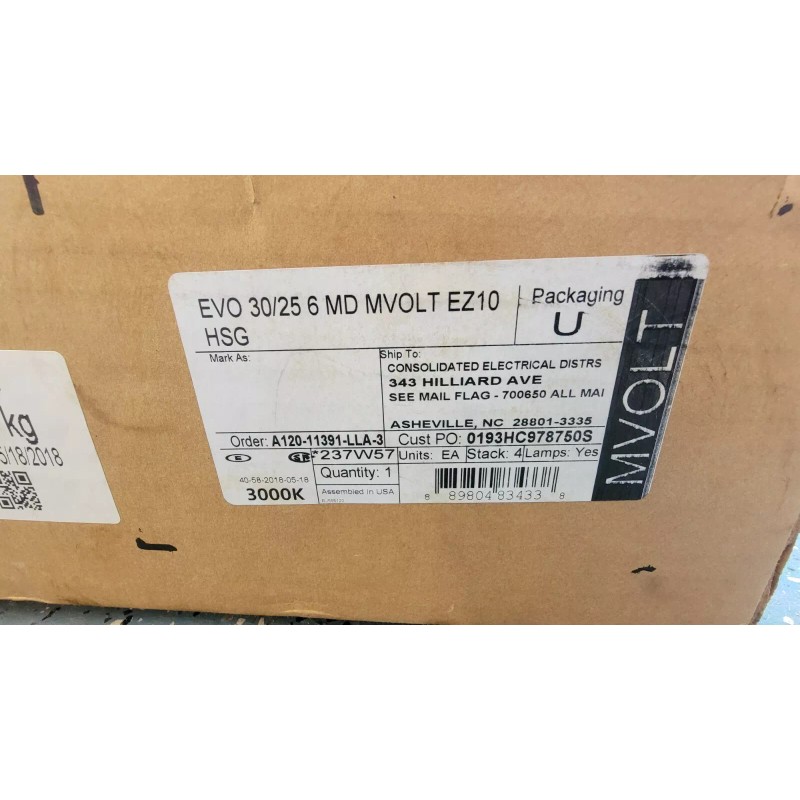 EVO 30/25 6 MD MVOLT EZ10
HSG
Packaging
U
MVOLT
Mark As:
Ship To:
CONSOLIDATED ELECTRICAL DISTRS
343 HILLIARD AVE
SEE MAIL FLAG - 700650 ALL MAI
ASHEVILLE, NC 28801-3335
Order: A120-11391-LLA-3
Cust PO: 0193HC978750S
*237W57
Units: EA
Stack: 4
Lamps: Yes
40-58-2018-05-18
3000K
Quantity: 1
Assembled in USA
8 89804 83433 8
kg
5/18/2018